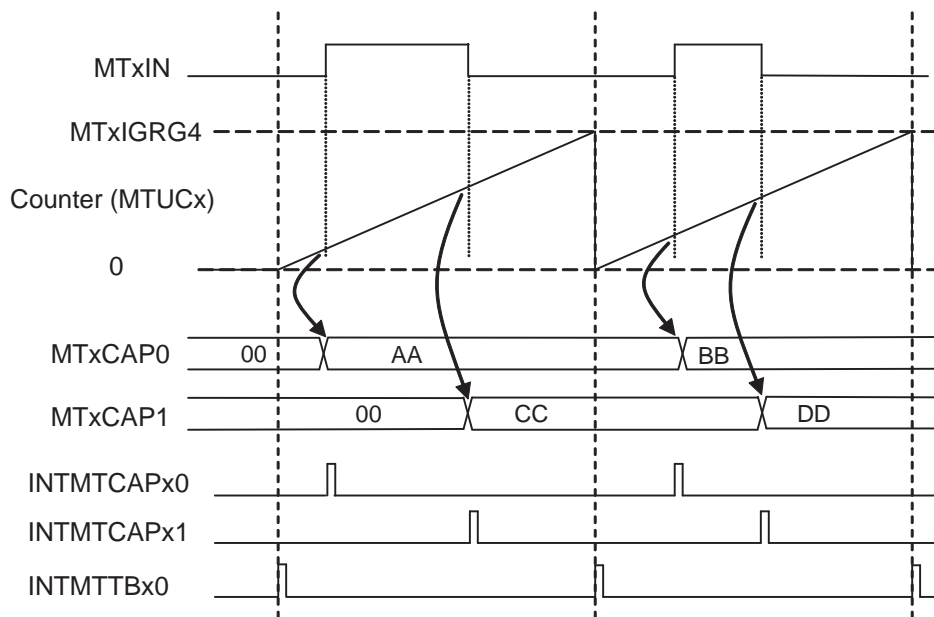 MTxIN
MTxIGRG4
Counter (MTUCx)
0
MTxCAP0 00 AA BB
MTxCAP1 00 CC DD
INTMTCAPx0
INTMTCAPx1
INTMTTBx0